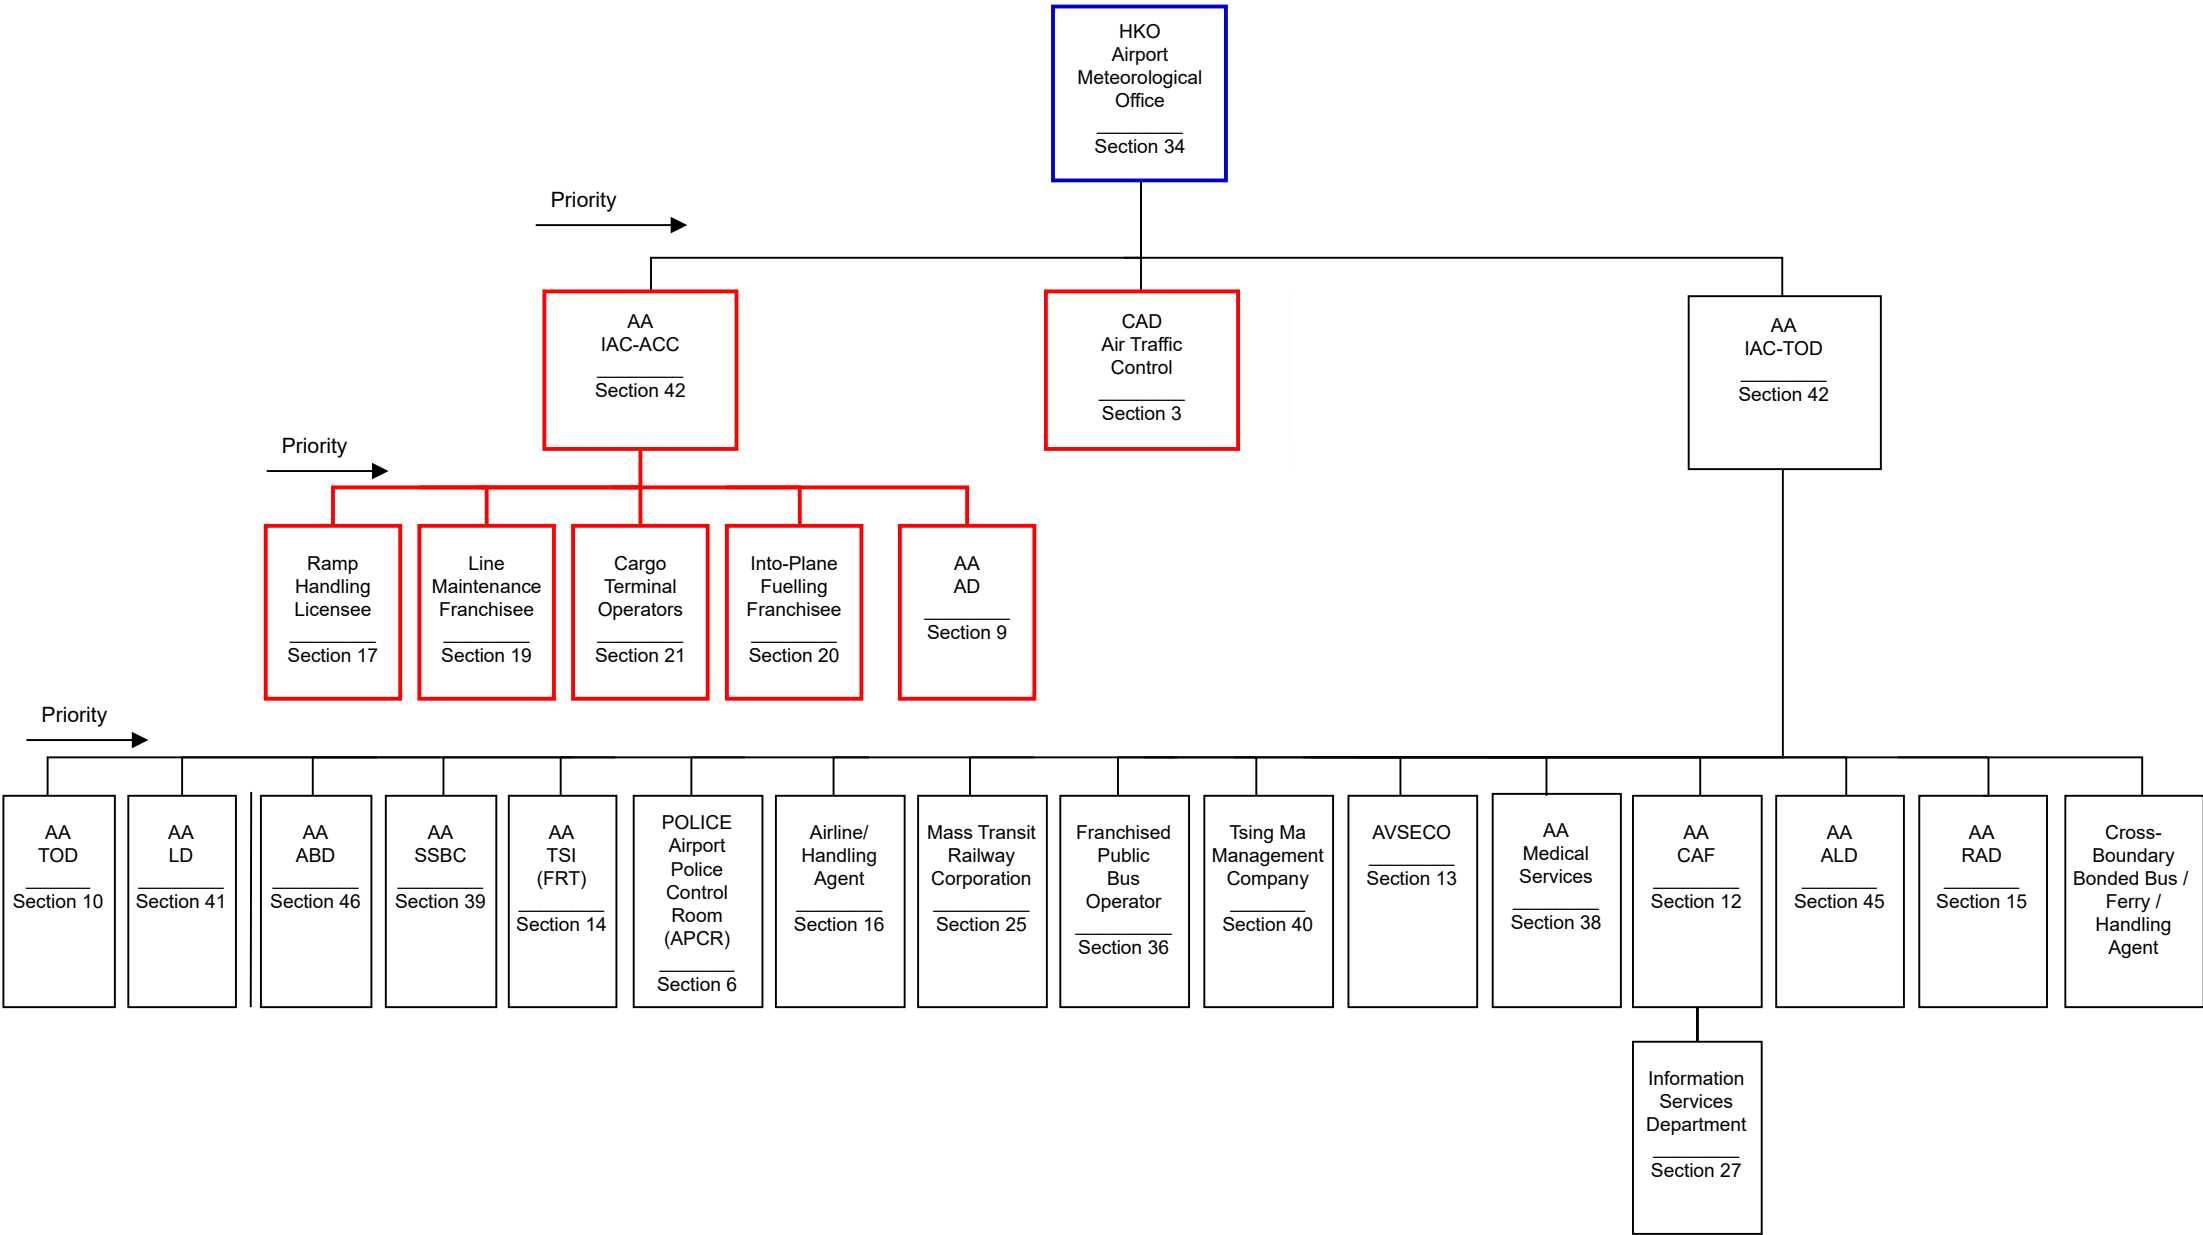 HKO
Airport
Meteorological
Office
Section 34
Priority
AA
IAC-ACC
Section 42
CAD
Air Traffic
Control
Section 3
AA
IAC-TOD
Section 42
Priority
Ramp
Handling
Licensee
Section 17
Line
Maintenance
Franchisee
Section 19
Cargo
Terminal
Operators
Section 21
Into-Plane
Fuelling
Franchisee
Section 20
AA
AD
Section 9
Priority
AA
TOD
Section 10
AA
LD
Section 41
AA
ABD
Section 46
AA
SSBC
Section 39
AA
TSI
(FRT)
Section 14
POLICE
Airport
Police
Control
Room
(APCR)
Section 6
Airline/
Handling
Agent
Section 16
Mass Transit
Railway
Corporation
Section 25
Franchised
Public
Bus
Operator
Section 36
Tsing Ma
Management
Company
Section 40
AVSECO
Section 13
AA
Medical
Services
Section 38
AA
CAF
Section 12
AA
ALD
Section 45
AA
RAD
Section 15
Cross-
Boundary
Bonded Bus /
Ferry /
Handling
Agent
Information
Services
Department
Section 27